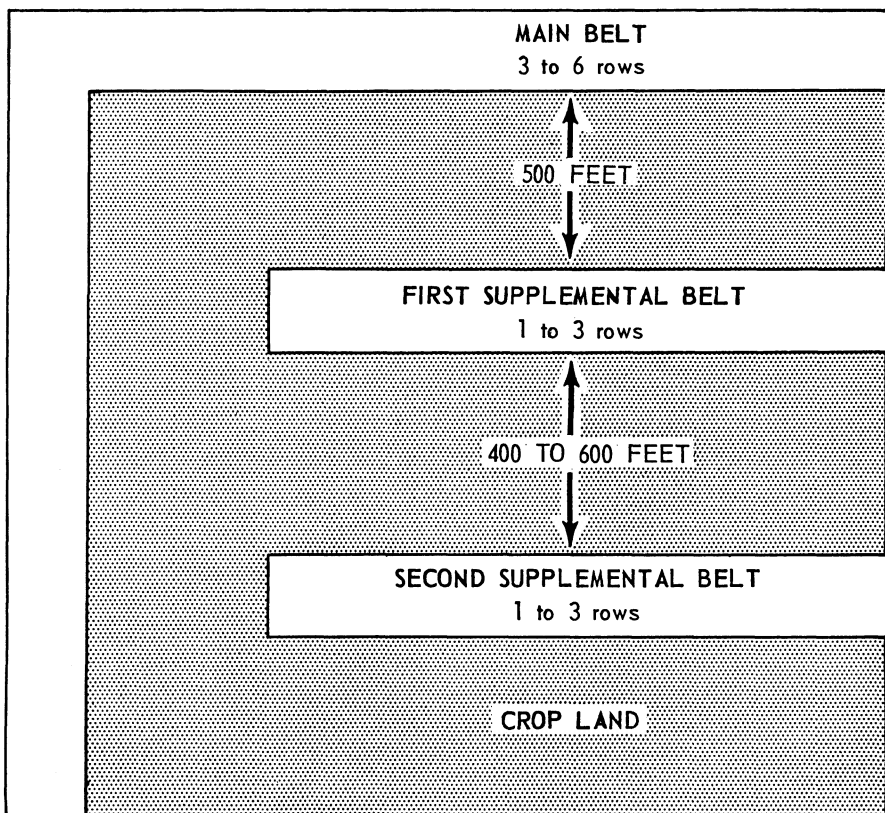 MAIN BELT
3 to 6 rows
500 FEET
FIRST SUPPLEMENTAL BELT
1 to 3 rows
400 TO 600 FEET
SECOND SUPPLEMENTAL BELT
1 to 3 rows
CROP LAND